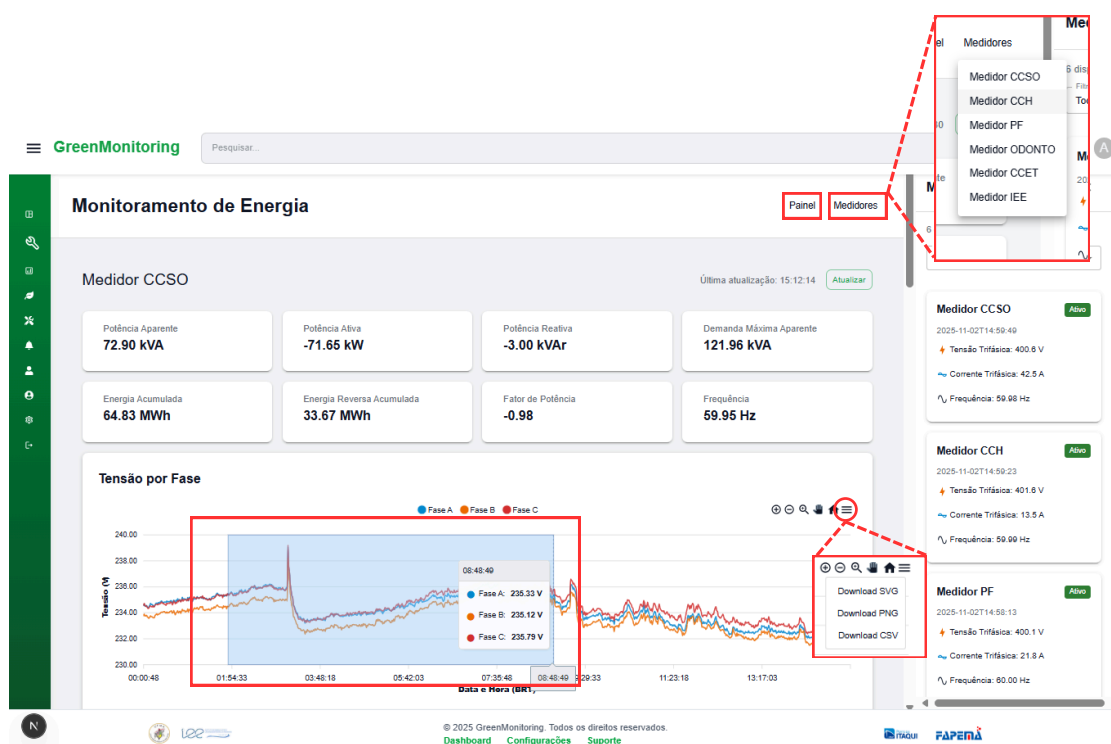 Med
el Medidores
6 disp
Filt
Tod
Medidor CCSO
Medidor CCH
Medidor PF
Medidor ODONTO
Medidor CCET
Medidor IEE
GreenMonitoring
Pesquisar...
A
Monitoramento de Energia
Painel
Medidores
Medidor CCSO
Última atualização: 15:12:14
Atualizar
Potência Aparente
72.90 kVA
Potência Ativa
-71.65 kW
Potência Reativa
-3.00 kVAr
Demanda Máxima Aparente
121.96 kVA
Energia Acumulada
64.83 MWh
Energia Reversa Acumulada
33.67 MWh
Fator de Potência
-0.98
Frequência
59.95 Hz
Tensão por Fase
Fase A Fase B Fase C
240.00
238.00
236.00
234.00
232.00
230.00
Tensão (V)
08:48:49
Fase A: 235.33 V
Fase B: 235.12 V
Fase C: 235.79 V
00:00:48 01:54:33 03:48:18 05:42:03 07:35:48 08:48:49 29:33 11:23:18 13:17:03
Data e Hora (BRT)
Download SVG
Download PNG
Download CSV
Medidor CCSO
Ativo
2025-11-02T14:59:49
Tensão Trifásica: 400.6 V
Corrente Trifásica: 42.5 A
Frequência: 59.98 Hz
Medidor CCH
Ativo
2025-11-02T14:59:23
Tensão Trifásica: 401.6 V
Corrente Trifásica: 13.5 A
Frequência: 59.99 Hz
Medidor PF
Ativo
2025-11-02T14:58:13
Tensão Trifásica: 400.1 V
Corrente Trifásica: 21.8 A
Frequência: 60.00 Hz
N
© 2025 GreenMonitoring. Todos os direitos reservados.
Dashboard Configurações Suporte
ITAQUI
FAPEMA